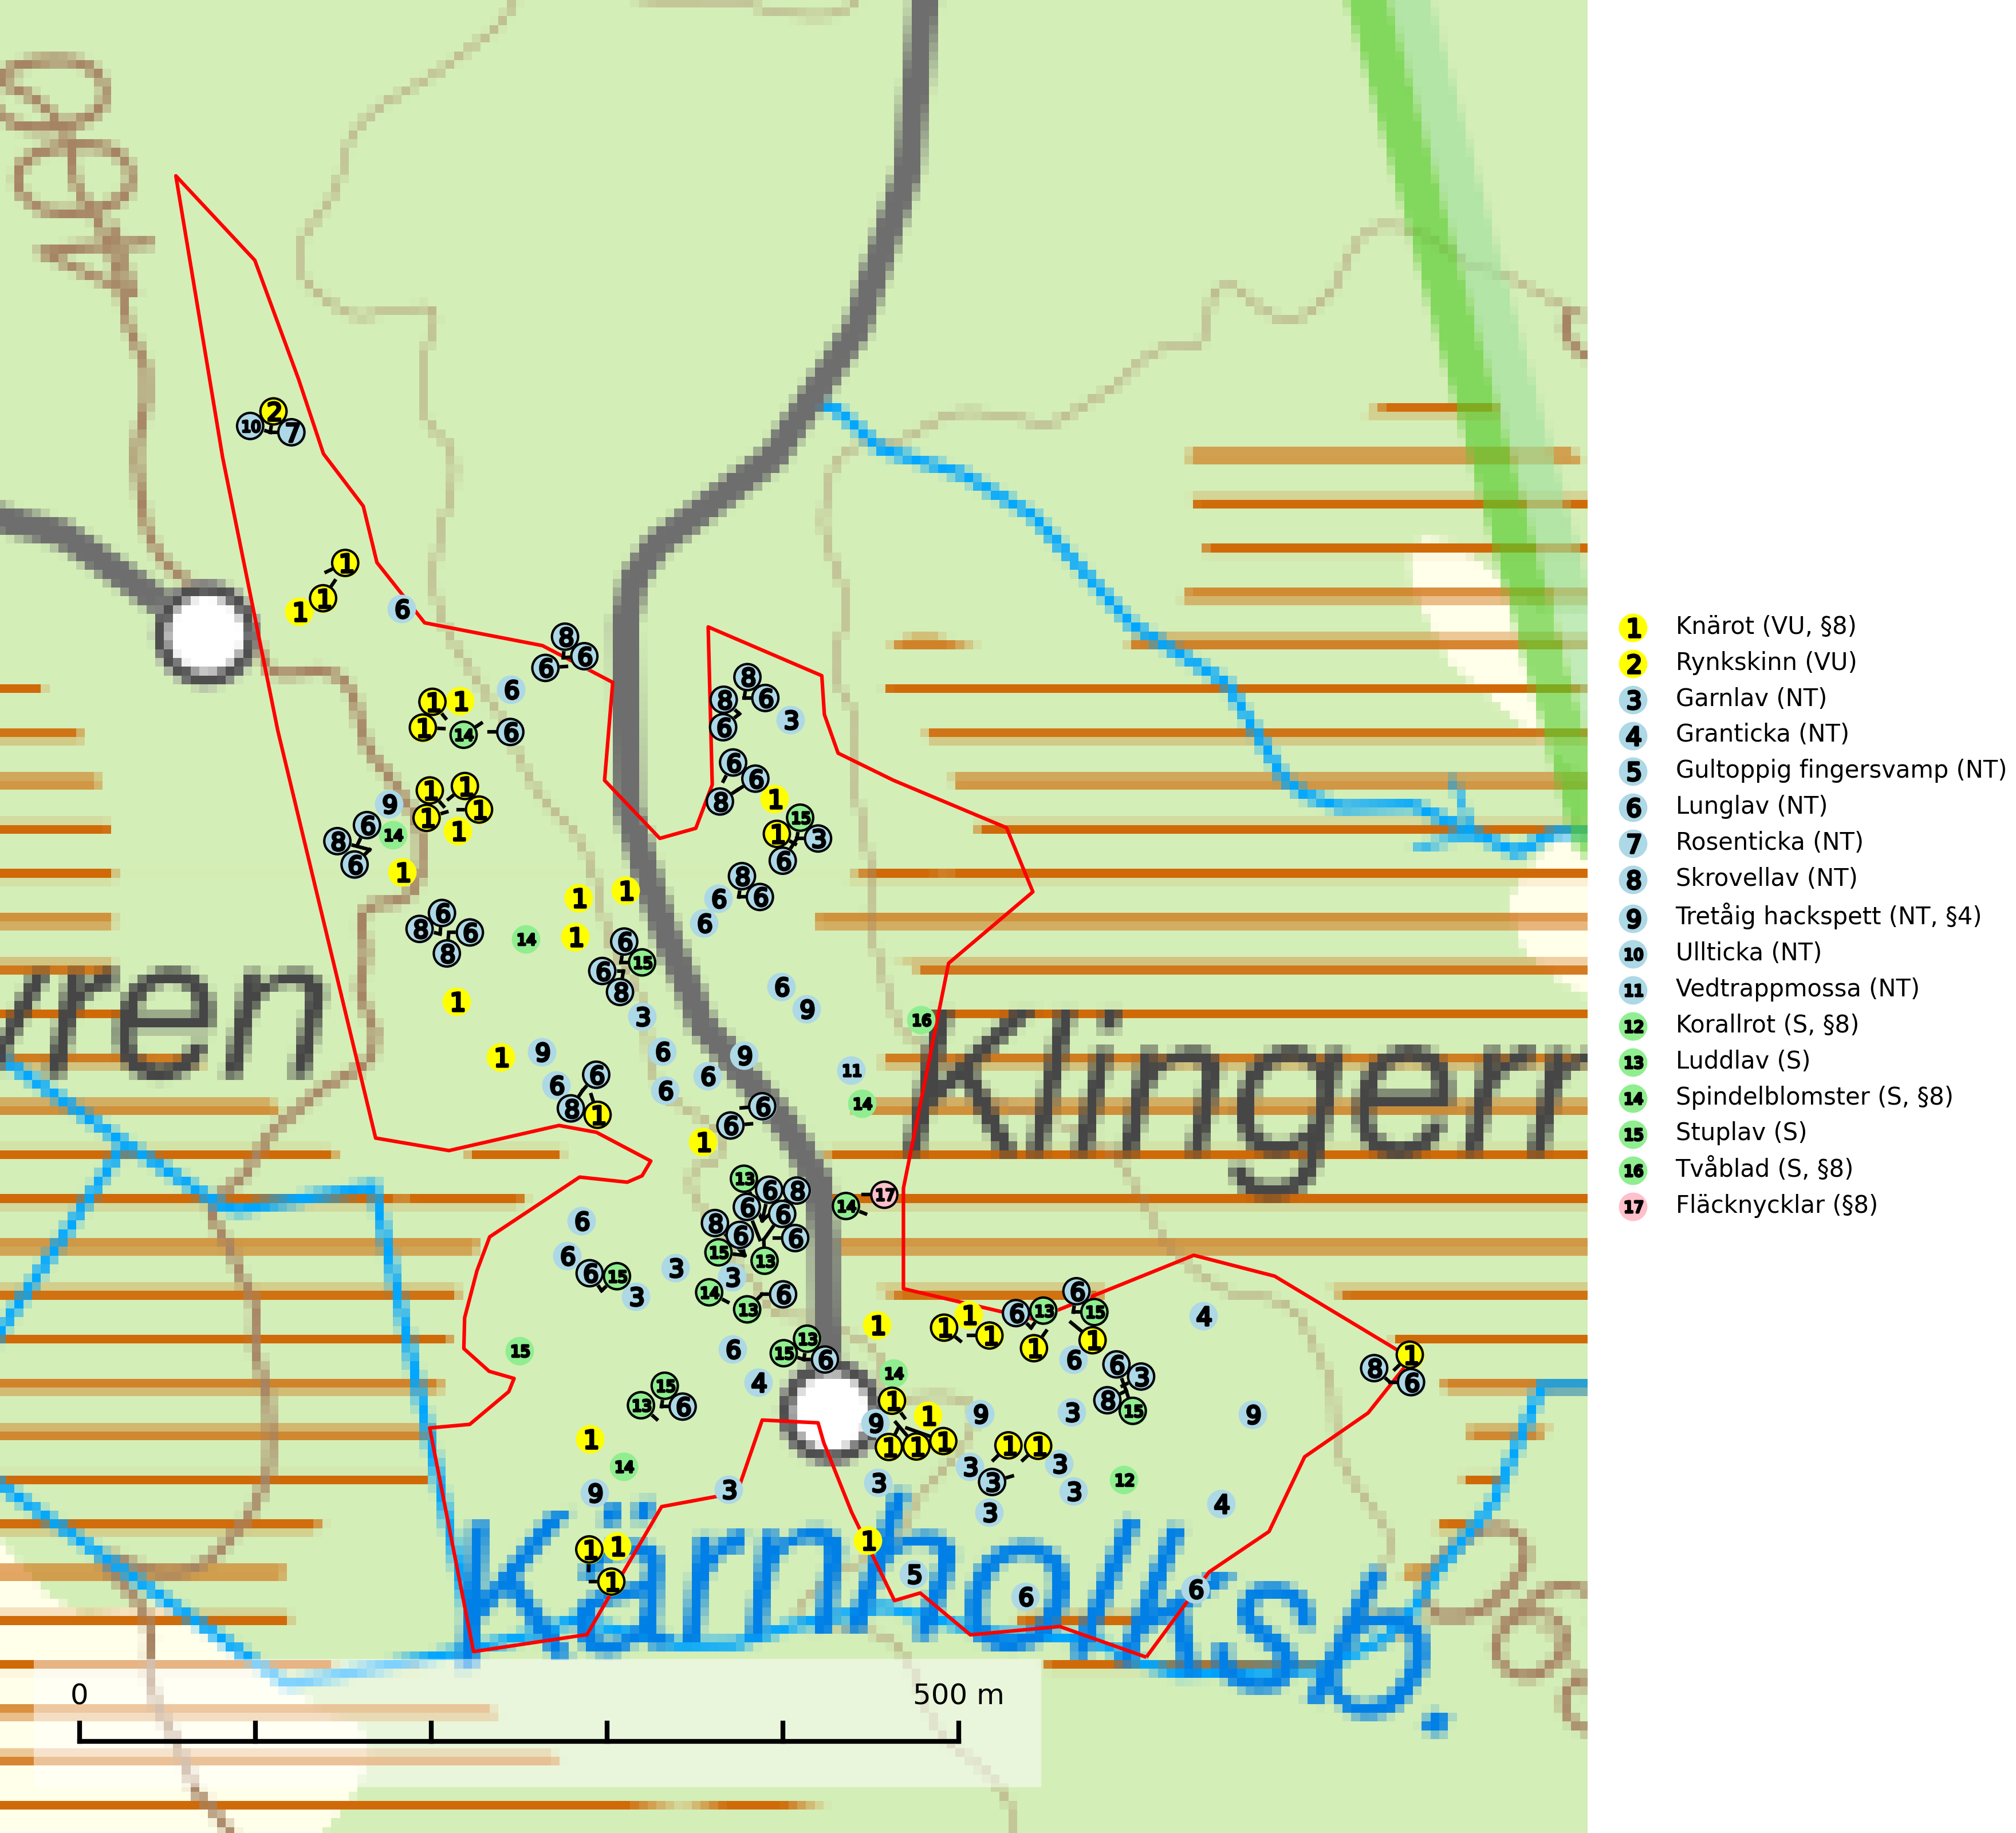 400
ren
Klingerr
Kärnbolksb.
0 500 m
1 Knärot (VU, §8)
2 Rynkskinn (VU)
3 Garnlav (NT)
4 Granticka (NT)
5 Gultoppig fingersvamp (NT)
6 Lunglav (NT)
7 Rosenticka (NT)
8 Skrovellav (NT)
9 Tretåig hackspett (NT, §4)
10 Ullticka (NT)
11 Vedtrappmossa (NT)
12 Korallrot (S, §8)
13 Luddlav (S)
14 Spindelblomster (S, §8)
15 Stuplav (S)
16 Tvåblad (S, §8)
17 Fläcknycklar (§8)